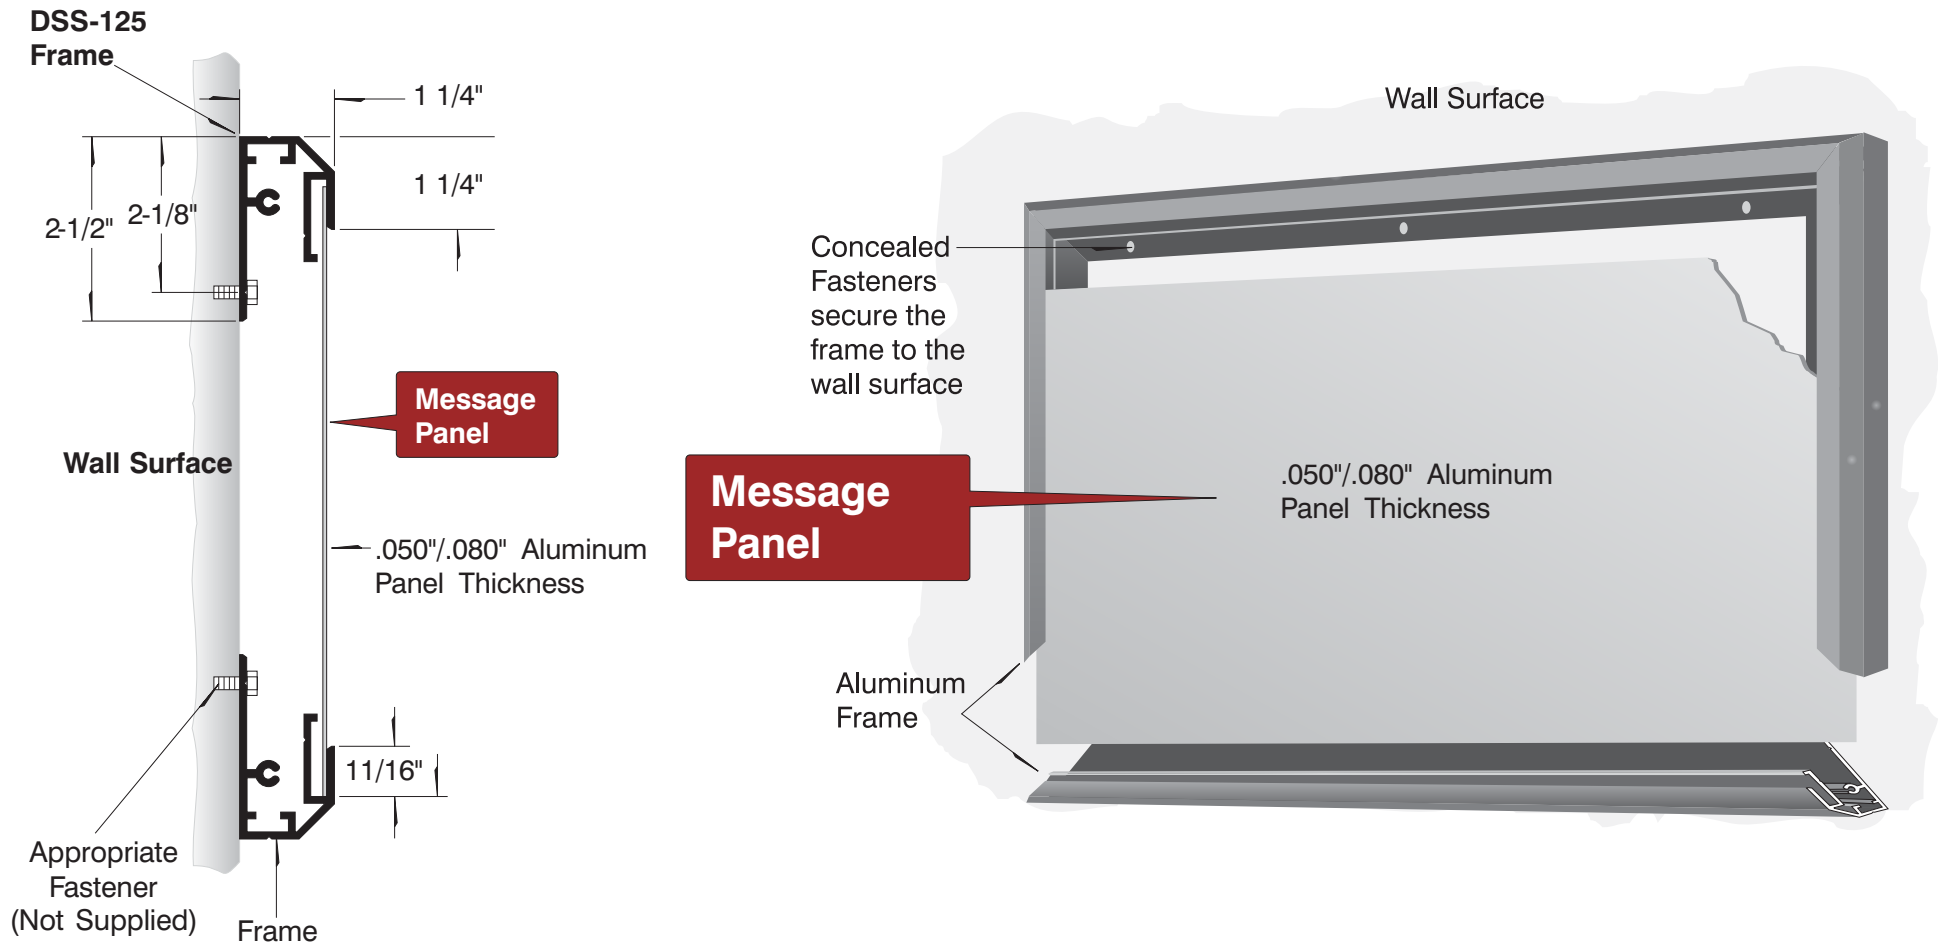 DSS-125
Frame
1 1/4"
1 1/4"
2-1/2"
2-1/8"
Message
Panel
Wall Surface
.050"/.080" Aluminum
Panel Thickness
11/16"
Appropriate
Fastener
(Not Supplied)
Frame
Wall Surface
Concealed
Fasteners
secure the
frame to the
wall surface
Message
Panel
.050"/.080" Aluminum
Panel Thickness
Aluminum
Frame